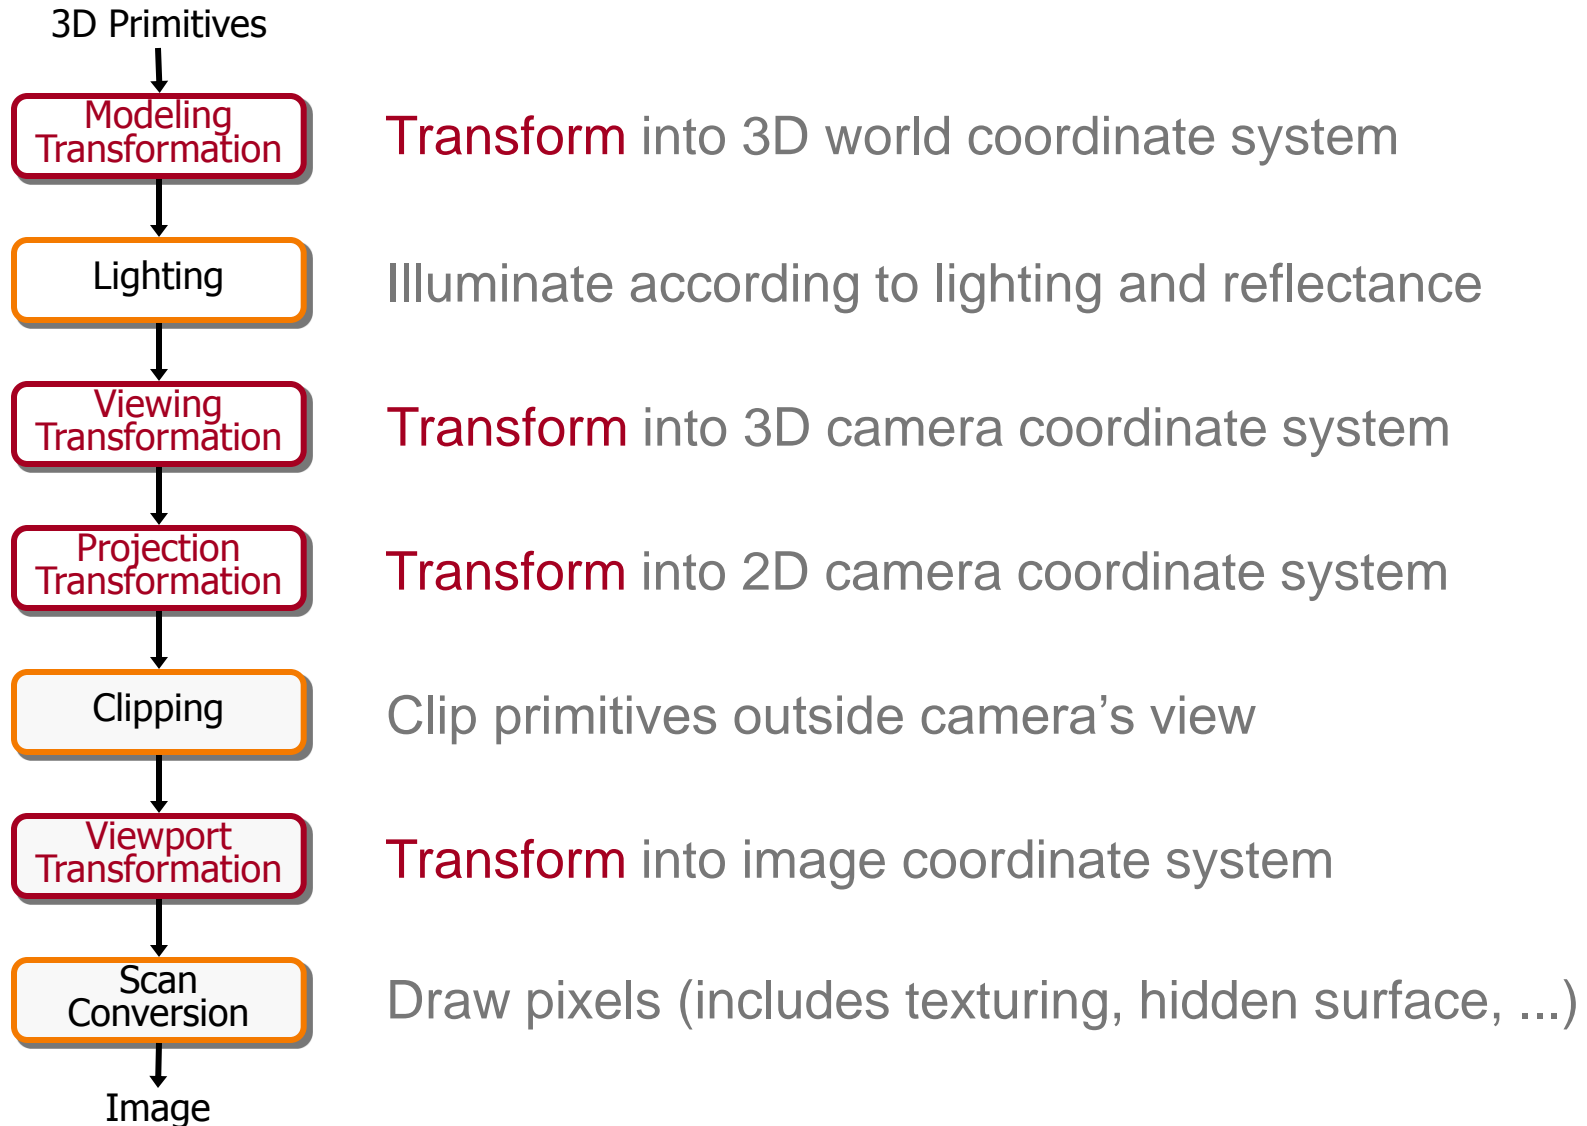 3D Primitives
Modeling
Transformation
Transform into 3D world coordinate system
Lighting
Illuminate according to lighting and reflectance
Viewing
Transformation
Transform into 3D camera coordinate system
Projection
Transformation
Transform into 2D camera coordinate system
Clipping
Clip primitives outside camera’s view
Viewport
Transformation
Transform into image coordinate system
Scan
Conversion
Draw pixels (includes texturing, hidden surface, ...)
Image